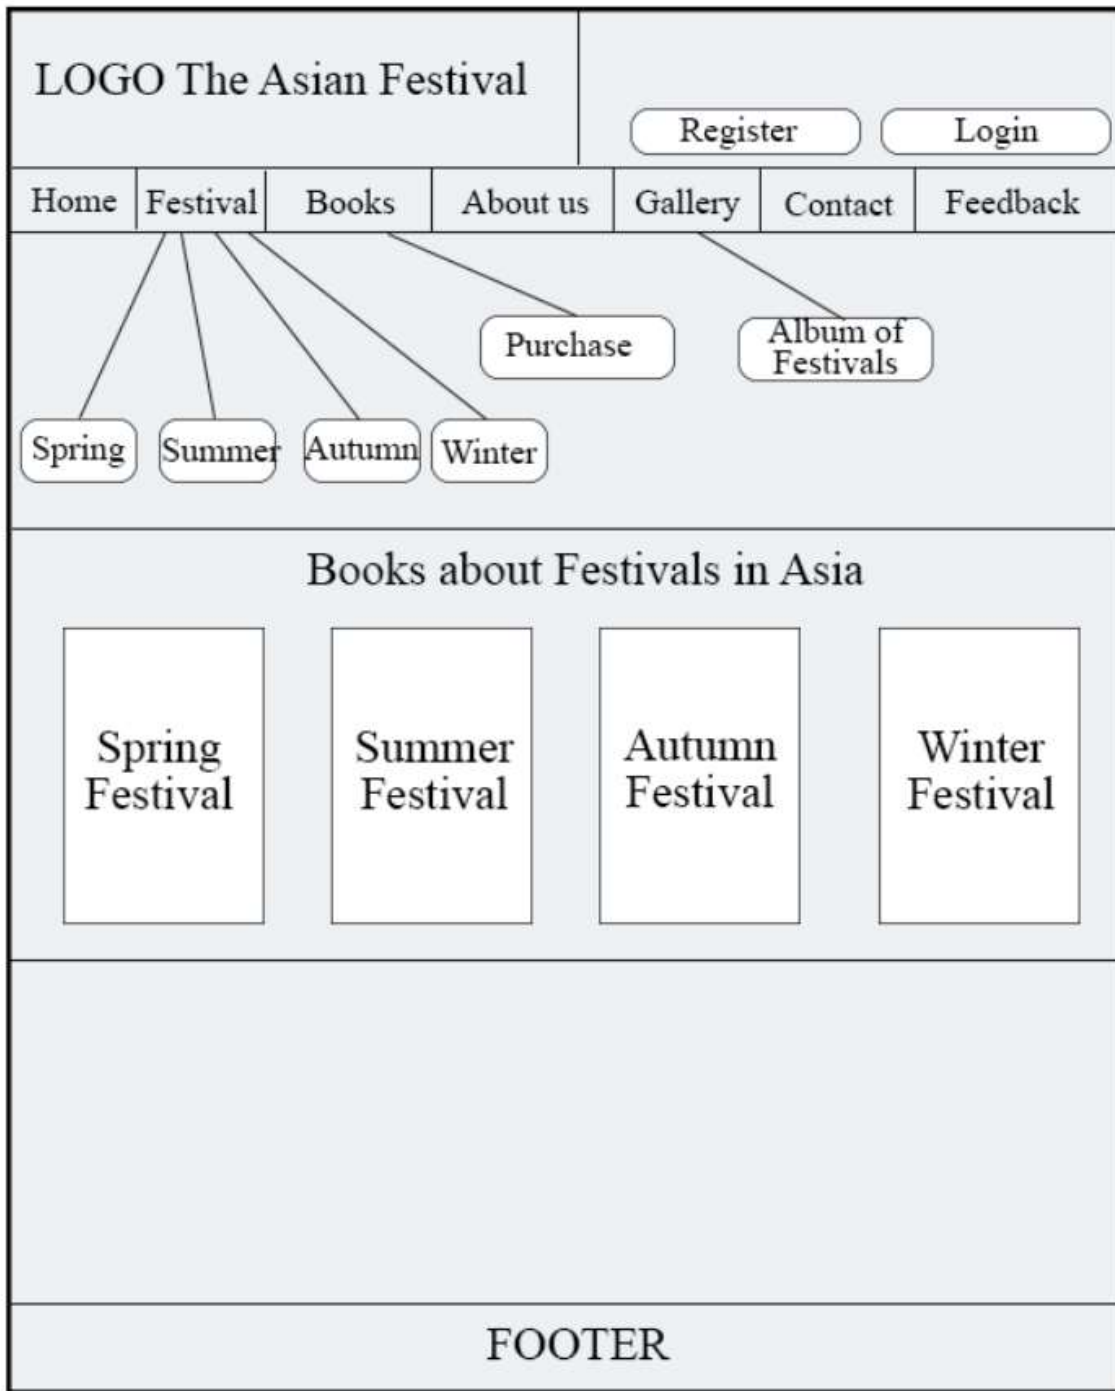 LOGO The Asian Festival
Register
Login
Home
Festival
Books
About us
Gallery
Contact
Feedback
Purchase
Album of
Festivals
Spring
Summer
Autumn
Winter
Books about Festivals in Asia
Spring
Festival
Summer
Festival
Autumn
Festival
Winter
Festival
FOOTER